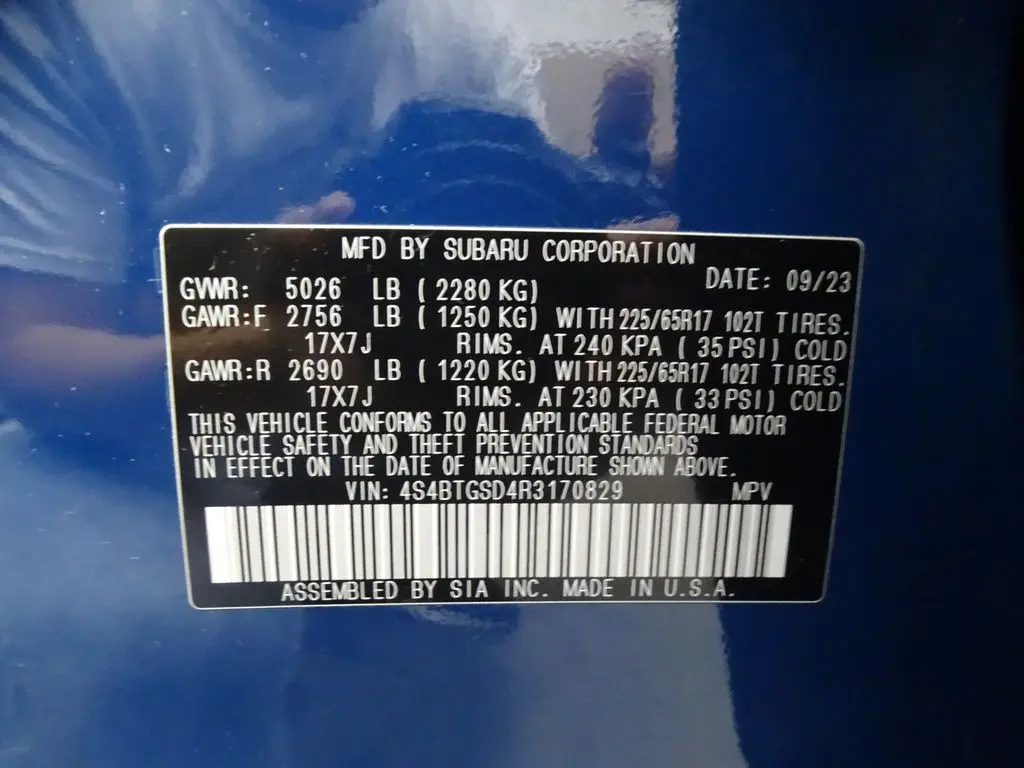 MFD BY SUBARU CORPORATION
DATE: 09/23
GVWR: 5026 LB ( 2280 KG)
GAWR:F 2756 LB ( 1250 KG) WITH 225/65R17 102T TIRES.
17X7J RIMS. AT 240 KPA ( 35 PSI) COLD
GAWR:R 2690 LB ( 1220 KG) WITH 225/65R17 102T TIRES.
17X7J RIMS. AT 230 KPA ( 33 PSI) COLD
THIS VEHICLE CONFORMS TO ALL APPLICABLE FEDERAL MOTOR
VEHICLE SAFETY AND THEFT PREVENTION STANDARDS
IN EFFECT ON THE DATE OF MANUFACTURE SHOWN ABOVE.
VIN: 4S4BTGSD4R3170829 MPV
ASSEMBLED BY SIA INC. MADE IN U.S.A.